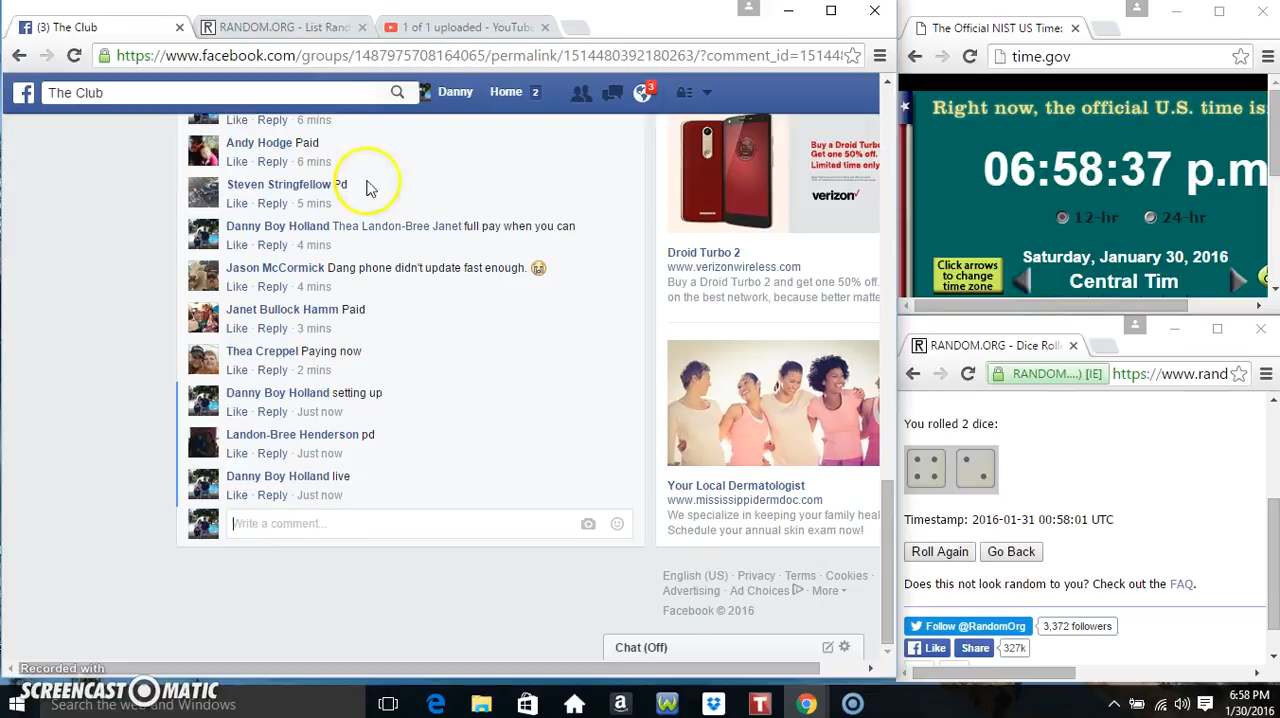 (3) The Club
RANDOM.ORG - List Rand
1 of 1 uploaded - YouTube
https://www.facebook.com/groups/1487975708164065/permalink/1514480392180263/?comment_id=15144
The Club
Danny
Home 2
3
Like · Reply · 6 mins
Andy Hodge Paid
Like · Reply · 6 mins
Steven Stringfellow Pd
Like · Reply · 5 mins
Danny Boy Holland Thea Landon-Bree Janet full pay when you can
Like · Reply · 4 mins
Jason McCormick Dang phone didn't update fast enough.
Like · Reply · 4 mins
Janet Bullock Hamm Paid
Like · Reply · 3 mins
Thea Creppel Paying now
Like · Reply · 2 mins
Danny Boy Holland setting up
Like · Reply · Just now
Landon-Bree Henderson pd
Like · Reply · Just now
Danny Boy Holland live
Like · Reply · Just now
Write a comment...
Buy a Droid Turbo
Get one 50% off.
Limited time only
verizon
Droid Turbo 2
www.verizonwireless.com
Buy a Droid Turbo 2 and get one 50% off.
on the best network, because better matte
Your Local Dermatologist
www.mississippidermdoc.com
We specialize in keeping your family hea
Schedule your annual skin exam now!
English (US) · Privacy · Terms · Cookies ·
Advertising · Ad Choices · More
Facebook © 2016
Chat (Off)
The Official NIST US Time:
time.gov
Right now, the official U.S. time is:
06:58:37 p.m
12-hr 24-hr
Saturday, January 30, 2016
Central Tim
Click arrows
to change
time zone
RANDOM.ORG - Dice Roll
RANDOM....) [IE]
https://www.rand
You rolled 2 dice:
Timestamp: 2016-01-31 00:58:01 UTC
Roll Again
Go Back
Does this not look random to you? Check out the FAQ.
Follow @RandomOrg
3,372 followers
Like
Share
327k
Recorded with
SCREENCAST-O-MATIC
Search the web and Windows
6:58 PM
1/30/2016